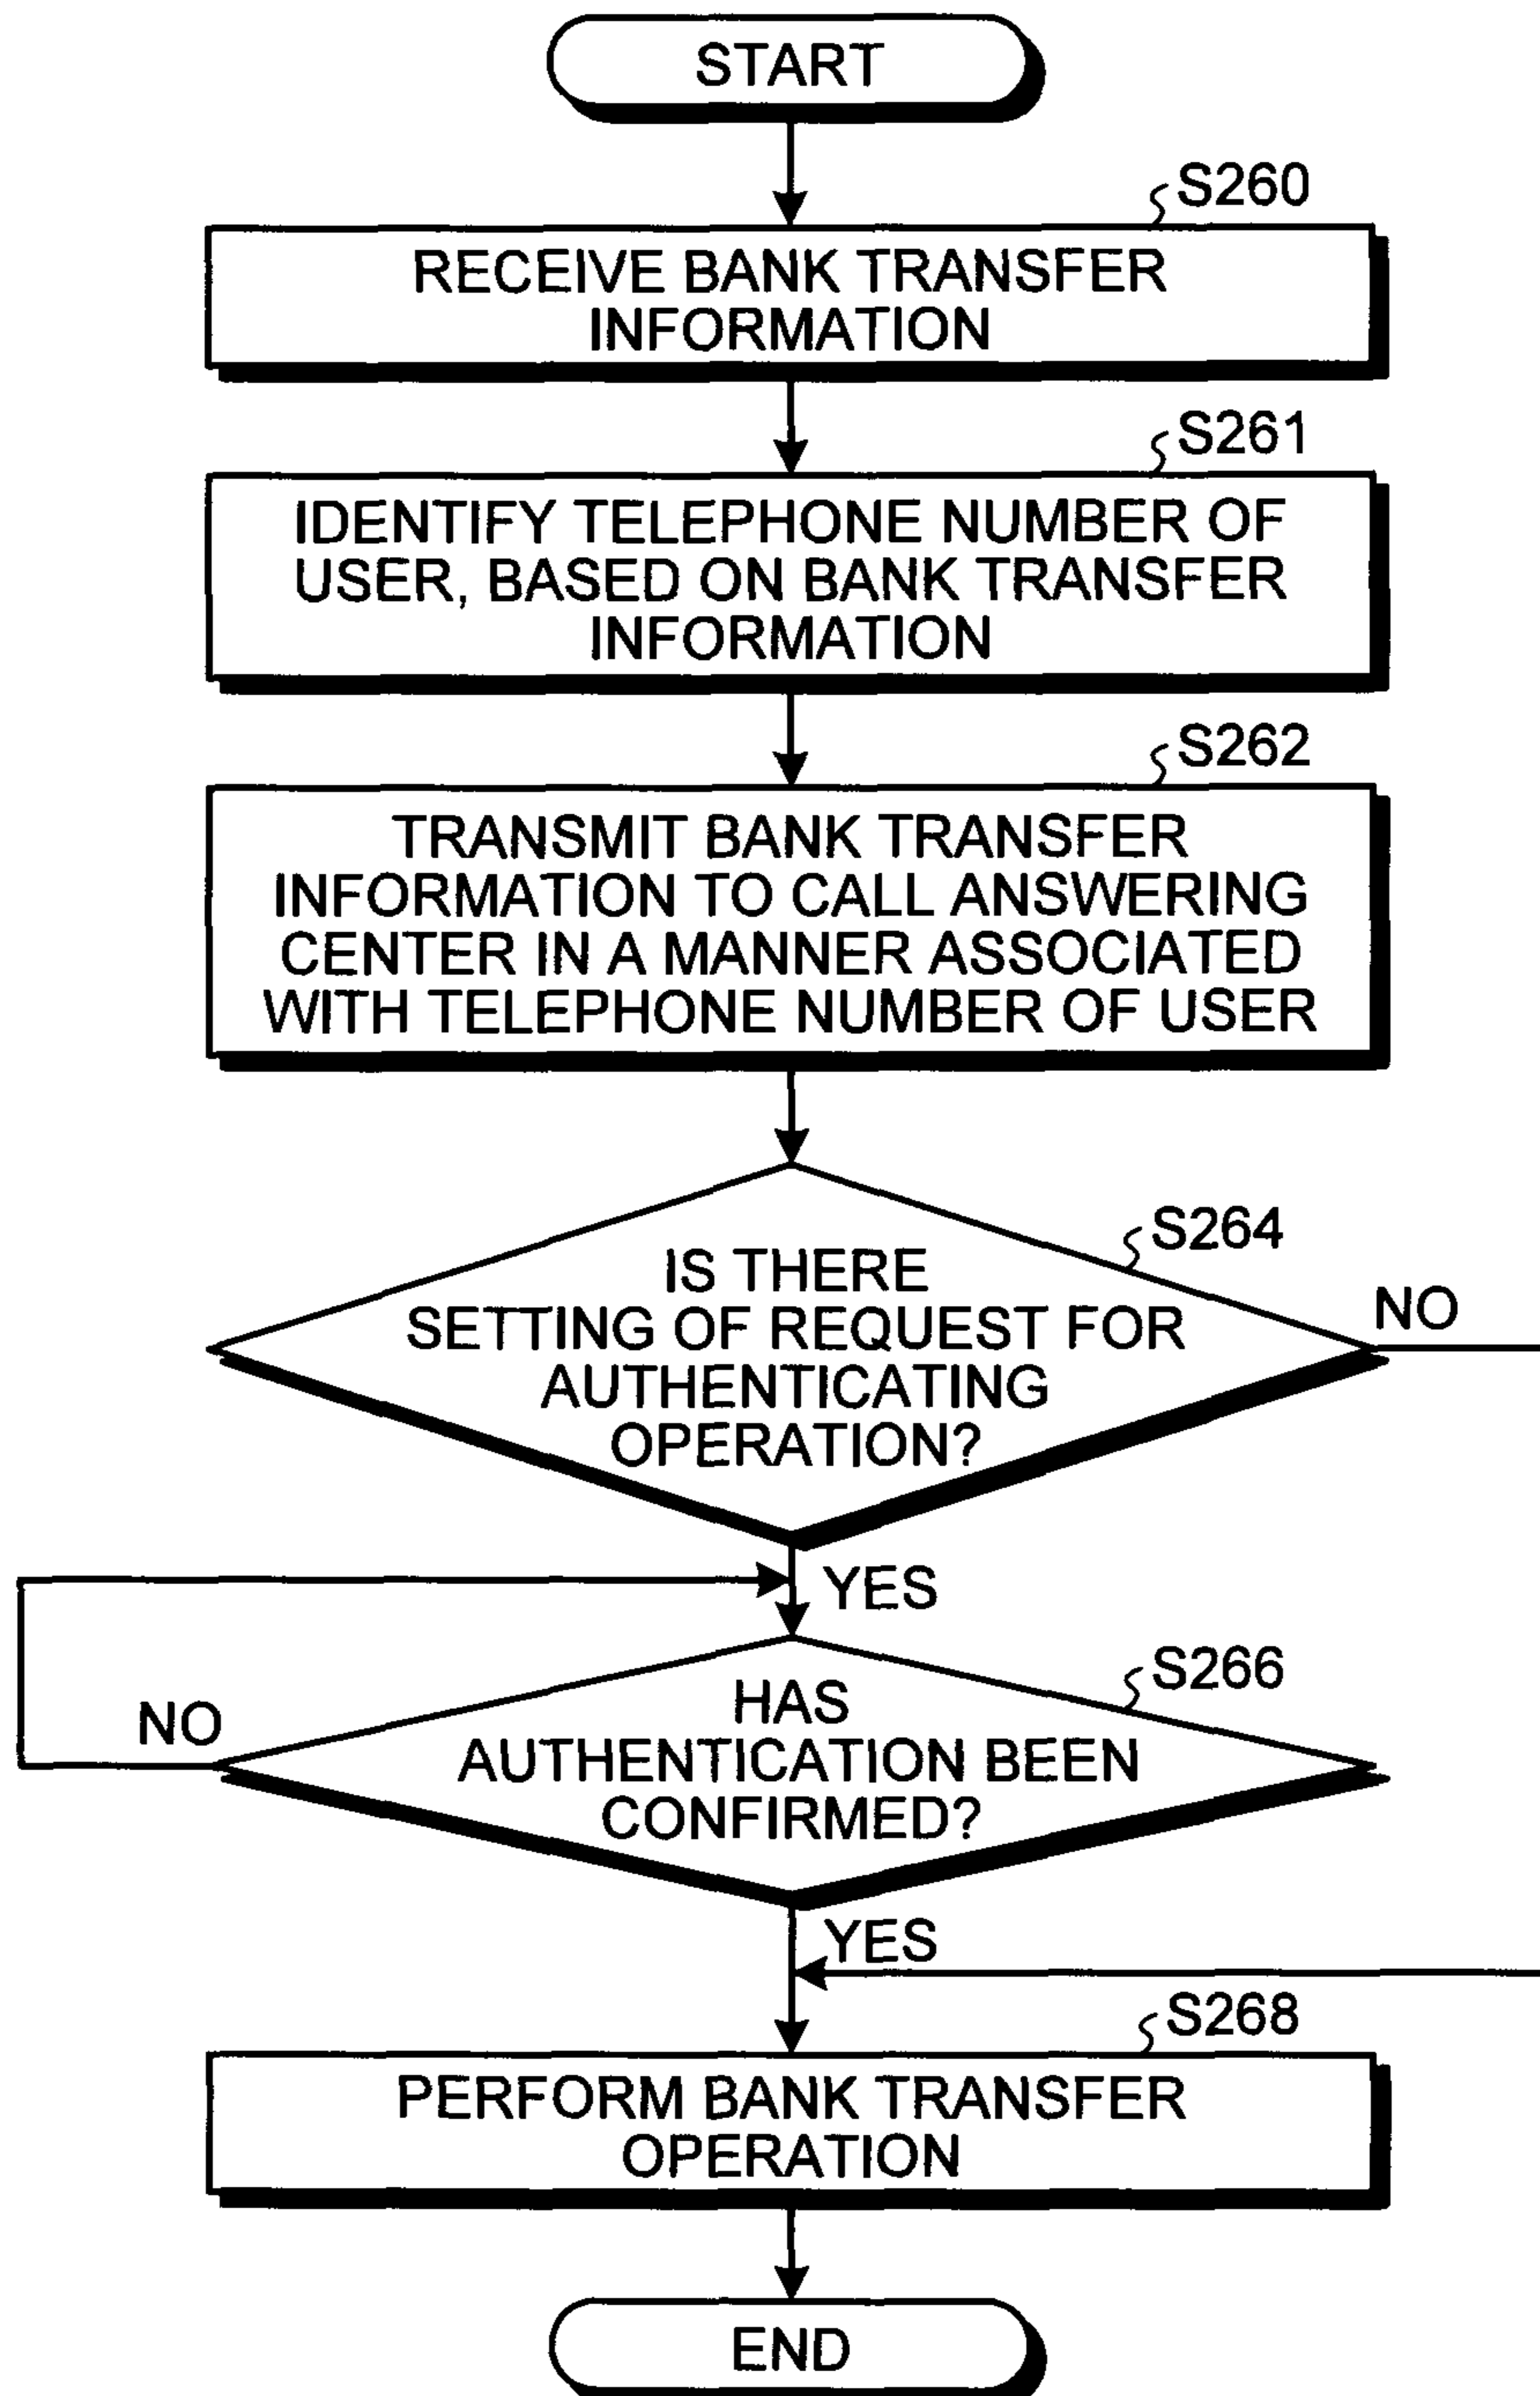 START
S260
RECEIVE BANK TRANSFER
INFORMATION
S261
IDENTIFY TELEPHONE NUMBER OF
USER, BASED ON BANK TRANSFER
INFORMATION
S262
TRANSMIT BANK TRANSFER
INFORMATION TO CALL ANSWERING
CENTER IN A MANNER ASSOCIATED
WITH TELEPHONE NUMBER OF USER
S264
IS THERE
SETTING OF REQUEST FOR
AUTHENTICATING
OPERATION?
NO
YES
S266
HAS
AUTHENTICATION BEEN
CONFIRMED?
NO
YES
S268
PERFORM BANK TRANSFER
OPERATION
END